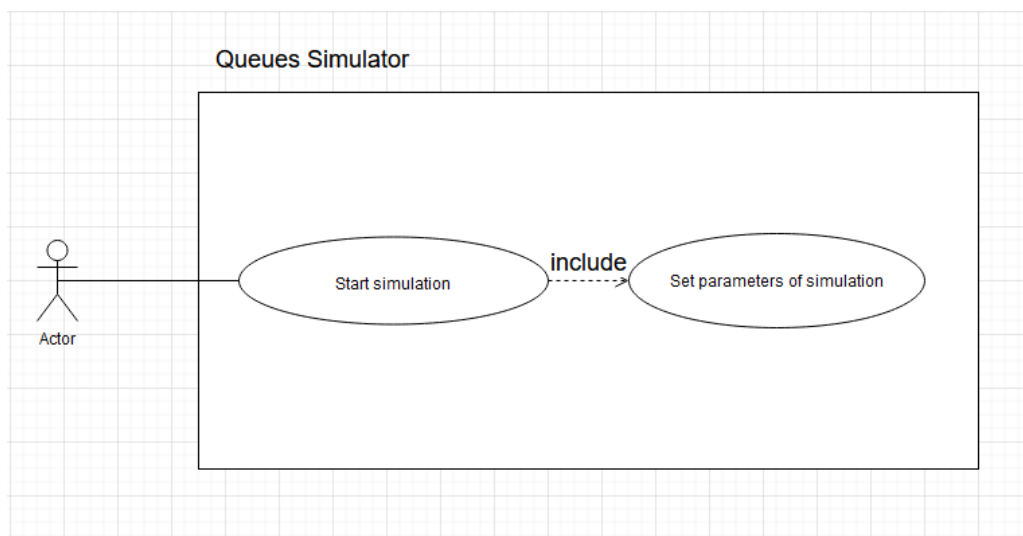 Queues Simulator
include
Start simulation
Set parameters of simulation
Actor